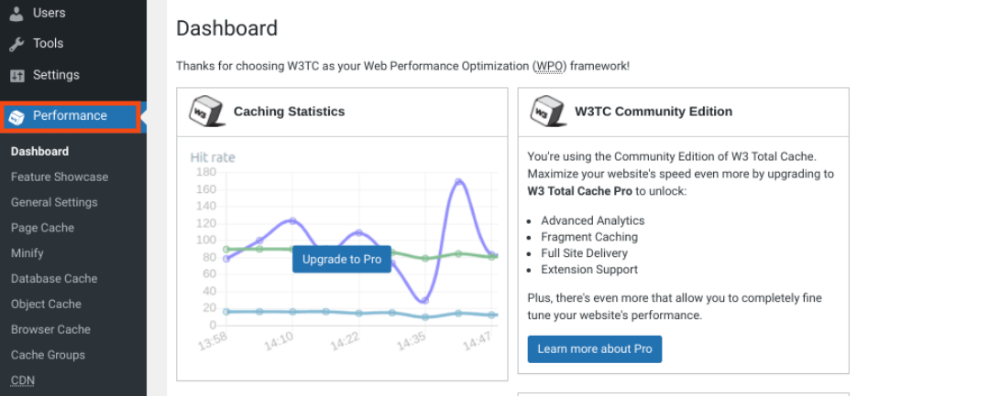 Users
Tools
Settings
Performance
Dashboard
Feature Showcase
General Settings
Page Cache
Minify
Database Cache
Object Cache
Browser Cache
Cache Groups
CDN
Dashboard
Thanks for choosing W3TC as your Web Performance Optimization (WPO) framework!
W3
Caching Statistics
Hit rate
180
160
140
120
100
80
60
40
20
0
13:58
14:10
14:22
14:35
14:47
Upgrade to Pro
W3
W3TC Community Edition
You're using the Community Edition of W3 Total Cache.
Maximize your website's speed even more by upgrading to
W3 Total Cache Pro to unlock:
• Advanced Analytics
• Fragment Caching
• Full Site Delivery
• Extension Support
Plus, there's even more that allow you to completely fine
tune your website's performance.
Learn more about Pro